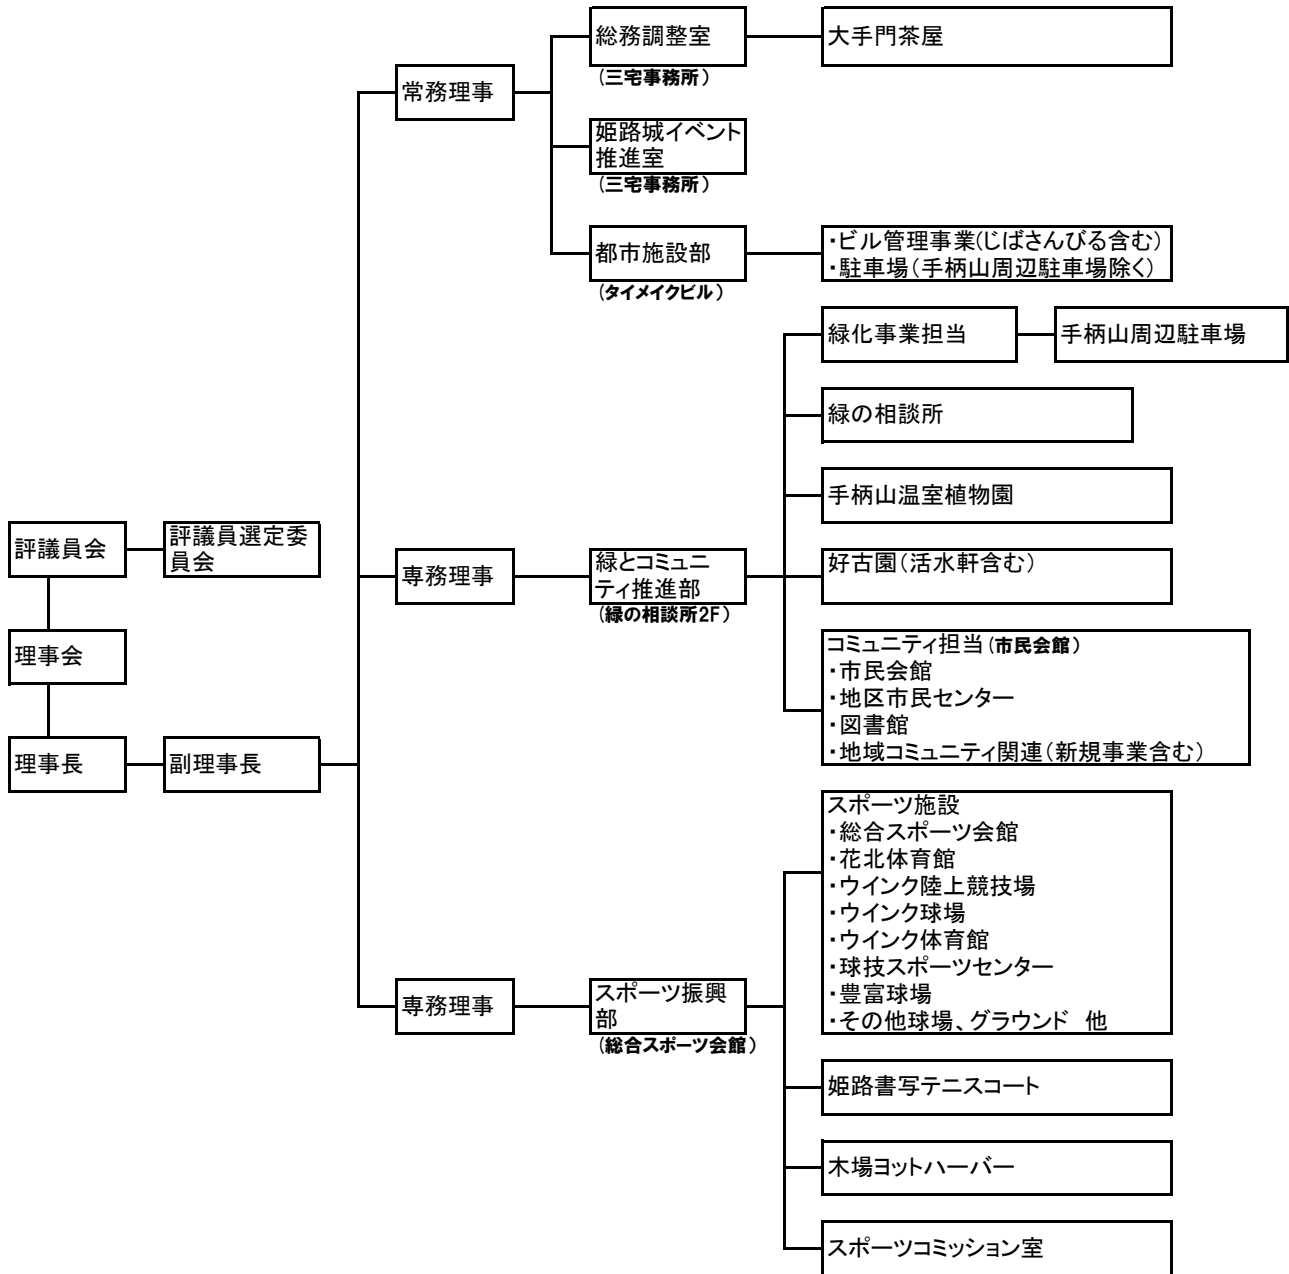 総務調整室
(三宅事務所)
大手門茶屋
常務理事
姫路城イベント
推進室
(三宅事務所)
都市施設部
(タイメイクビル)
・ビル管理事業(じばさんびる含む)
・駐車場(手柄山周辺駐車場除く)
緑化事業担当
手柄山周辺駐車場
緑の相談所
手柄山温室植物園
評議員会
評議員選定委
員会
専務理事
緑とコミュニ
ティ推進部
(緑の相談所2F)
好古園(活水軒含む)
理事会
コミュニティ担当(市民会館)
・市民会館
・地区市民センター
・図書館
・地域コミュニティ関連(新規事業含む)
理事長
副理事長
スポーツ施設
・総合スポーツ会館
・花北体育館
・ウインク陸上競技場
・ウインク球場
・ウインク体育館
・球技スポーツセンター
・豊富球場
・その他球場、グラウンド　他
専務理事
スポーツ振興
部
(総合スポーツ会館)
姫路書写テニスコート
木場ヨットハーバー
スポーツコミッション室